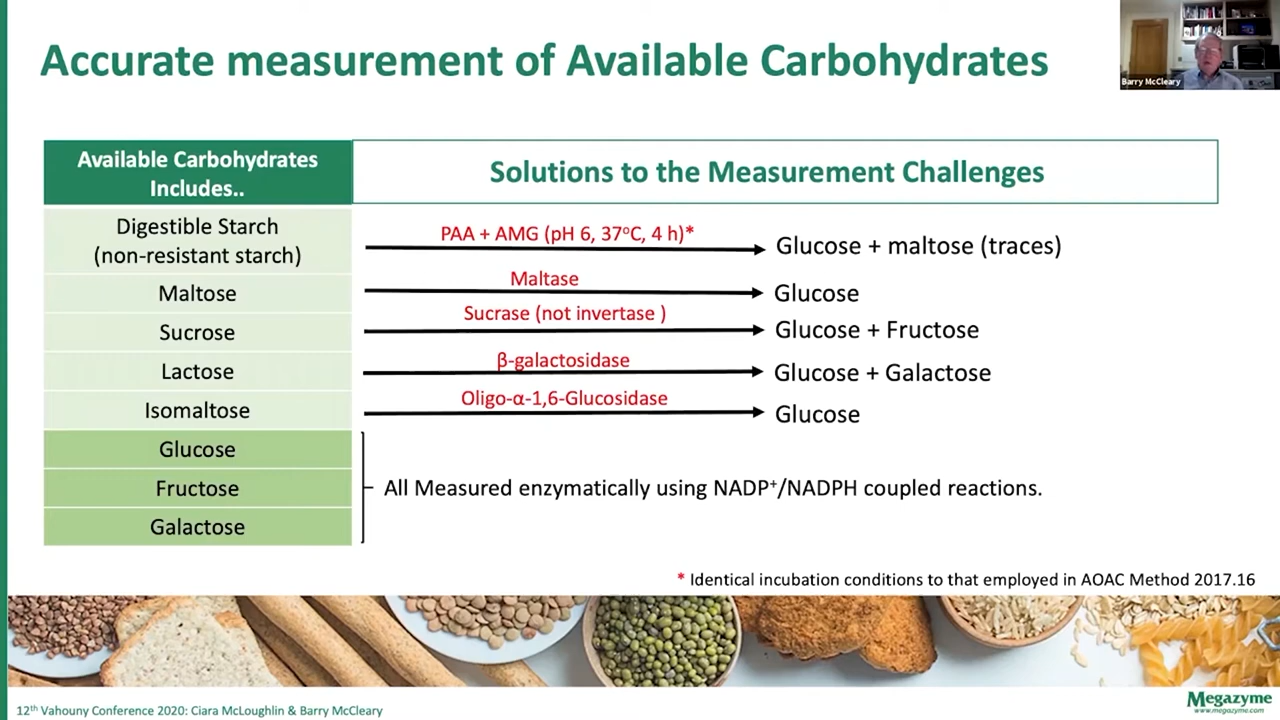 Accurate measurement of Available Carbohydrates
Barry McCleary
Available Carbohydrates
Includes..
Solutions to the Measurement Challenges
Digestible Starch
(non-resistant starch)
PAA + AMG (pH 6, 37ºC, 4 h)*
Glucose + maltose (traces)
Maltose
Maltase
Glucose
Sucrose
Sucrase (not invertase )
Glucose + Fructose
Lactose
β-galactosidase
Glucose + Galactose
Isomaltose
Oligo-α-1,6-Glucosidase
Glucose
Glucose
Fructose
Galactose
All Measured enzymatically using NADP⁺/NADPH coupled reactions.
* Identical incubation conditions to that employed in AOAC Method 2017.16
12th Vahouny Conference 2020: Ciara McLoughlin & Barry McCleary
Megazyme
www.megazyme.com